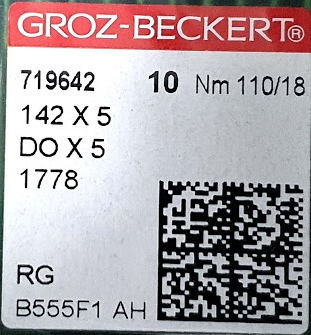 GROZ-BECKERT®
719642 10 Nm 110/18
142 X 5
DO X 5
1778
RG
B555F1 AH